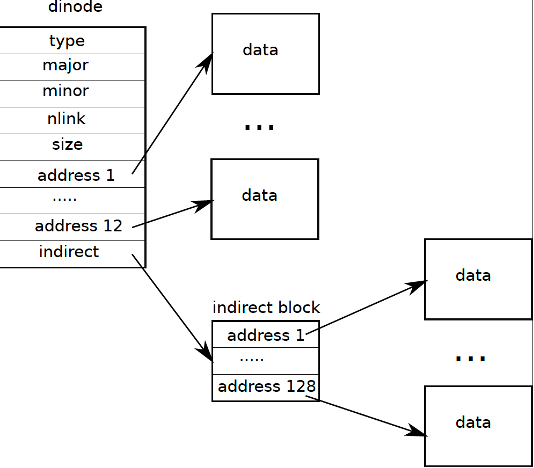 dinode
type
major
minor
nlink
size
address 1
.....
address 12
indirect
data
...
data
indirect block
address 1
.....
address 128
data
...
data